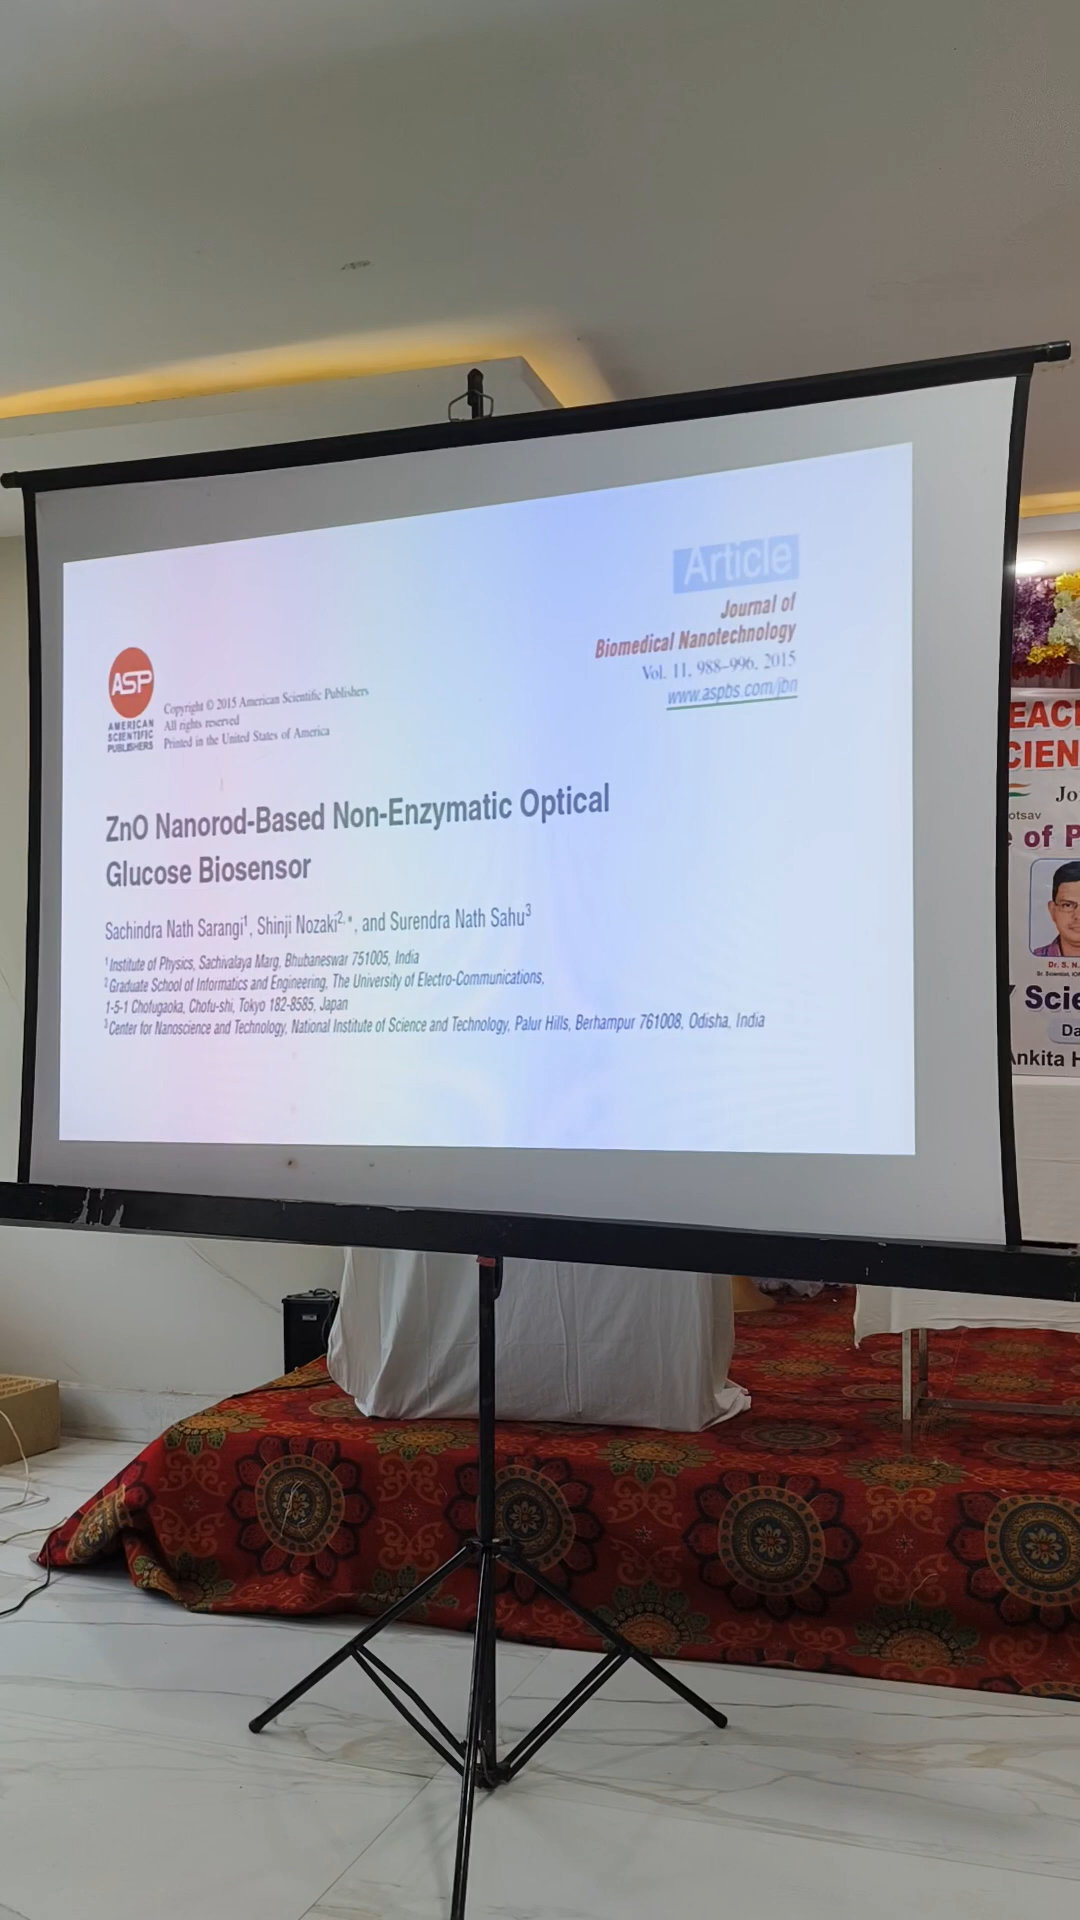 Article
Journal of
Biomedical Nanotechnology
Vol. 11, 988–996, 2015
www.aspbs.com/jbn
ASP
AMERICAN
SCIENTIFIC
PUBLISHERS
Copyright © 2015 American Scientific Publishers
All rights reserved
Printed in the United States of America
ZnO Nanorod-Based Non-Enzymatic Optical
Glucose Biosensor
Sachindra Nath Sarangi¹, Shinji Nozaki²,*, and Surendra Nath Sahu³
¹Institute of Physics, Sachivalaya Marg, Bhubaneswar 751005, India
²Graduate School of Informatics and Engineering, The University of Electro-Communications,
1-5-1 Chofugaoka, Chofu-shi, Tokyo 182-8585, Japan
³Center for Nanoscience and Technology, National Institute of Science and Technology, Palur Hills, Berhampur 761008, Odisha, India
EAC
CIEN
Jo
otsav
of P
Dr. S. N.
Scie
Da
Ankita H